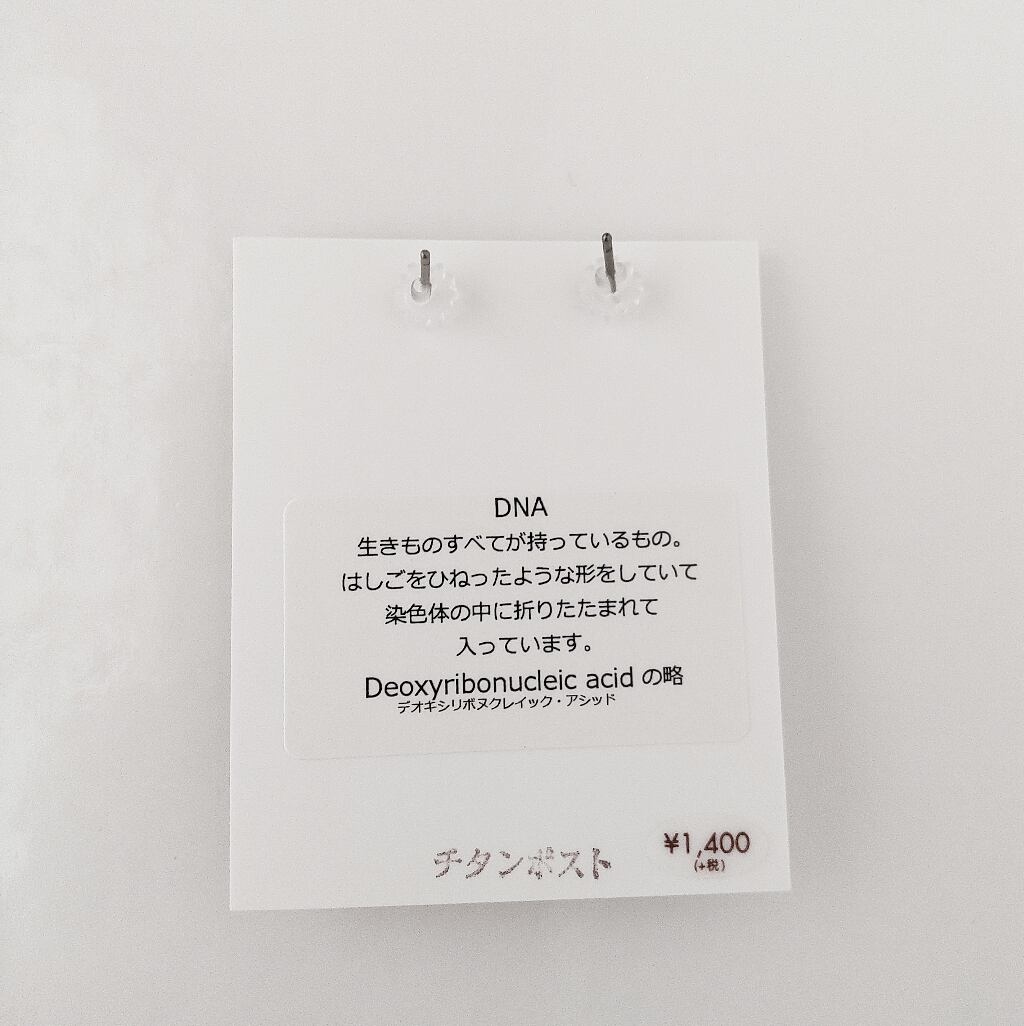 DNA
生きものすべてが持っているもの。
はしごをひねったような形をしていて
染色体の中に折りたたまれて
入っています。
Deoxyribonucleic acid の略
デオキシリボヌクレイック・アシッド
チタンポスト
¥1,400
(+税)